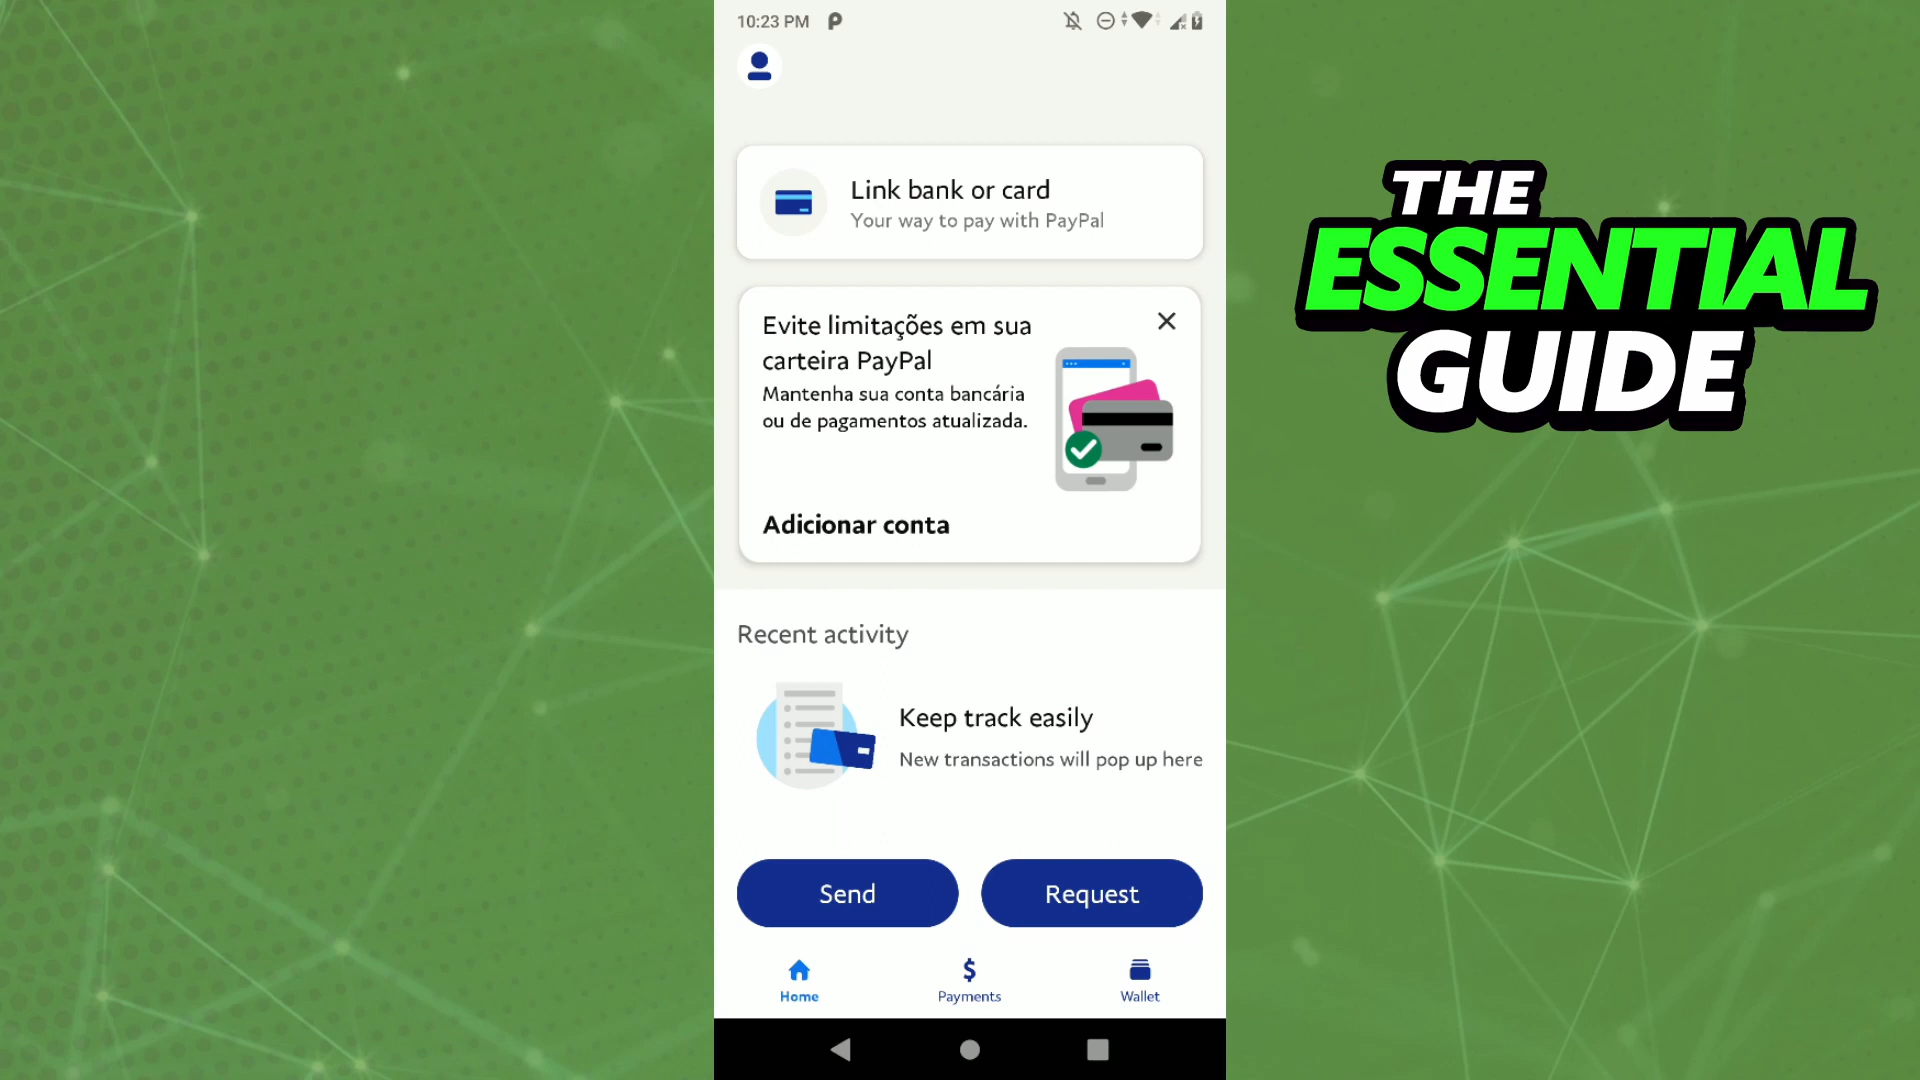 10:23 PM
Link bank or card
Your way to pay with PayPal
Evite limitações em sua
carteira PayPal
Mantenha sua conta bancária
ou de pagamentos atualizada.
Adicionar conta
Recent activity
Keep track easily
New transactions will pop up here
Send
Request
Home
Payments
Wallet
THE
ESSENTIAL
GUIDE